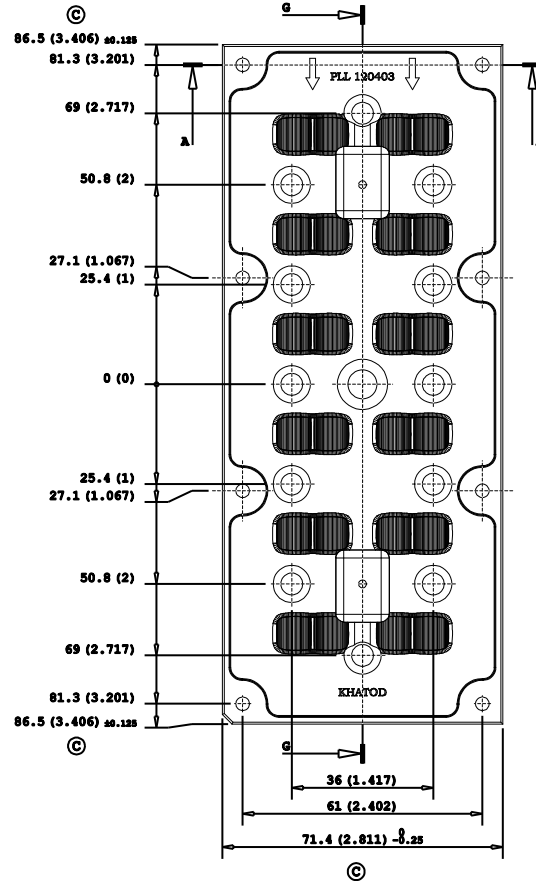 G
©
86.5 (3.406) ±0.125
81.3 (3.201)
PLL 120403
69 (2.717)
A
50.8 (2)
27.1 (1.067)
25.4 (1)
0 (0)
25.4 (1)
27.1 (1.067)
50.8 (2)
69 (2.717)
KHATOD
81.3 (3.201)
86.5 (3.406) ±0.125
©
G
36 (1.417)
61 (2.402)
71.4 (2.811) 0 -0.25
©